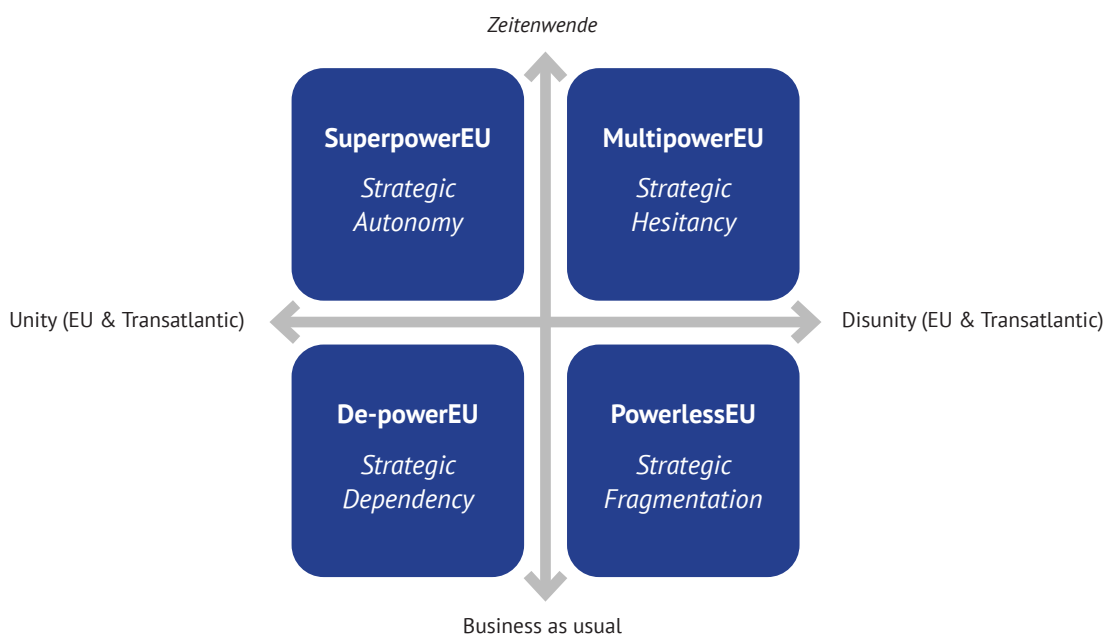 Zeitenwende
SuperpowerEU
Strategic
Autonomy
MultipowerEU
Strategic
Hesitancy
Unity (EU & Transatlantic)
Disunity (EU & Transatlantic)
De-powerEU
Strategic
Dependency
PowerlessEU
Strategic
Fragmentation
Business as usual